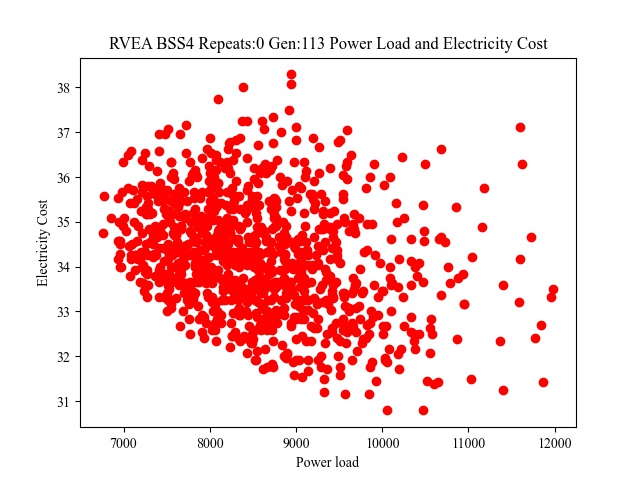 RVEA BSS4 Repeats:0 Gen:113 Power Load and Electricity Cost
38
37
36
35
34
33
32
31
Electricity Cost
7000 8000 9000 10000 11000 12000
Power load